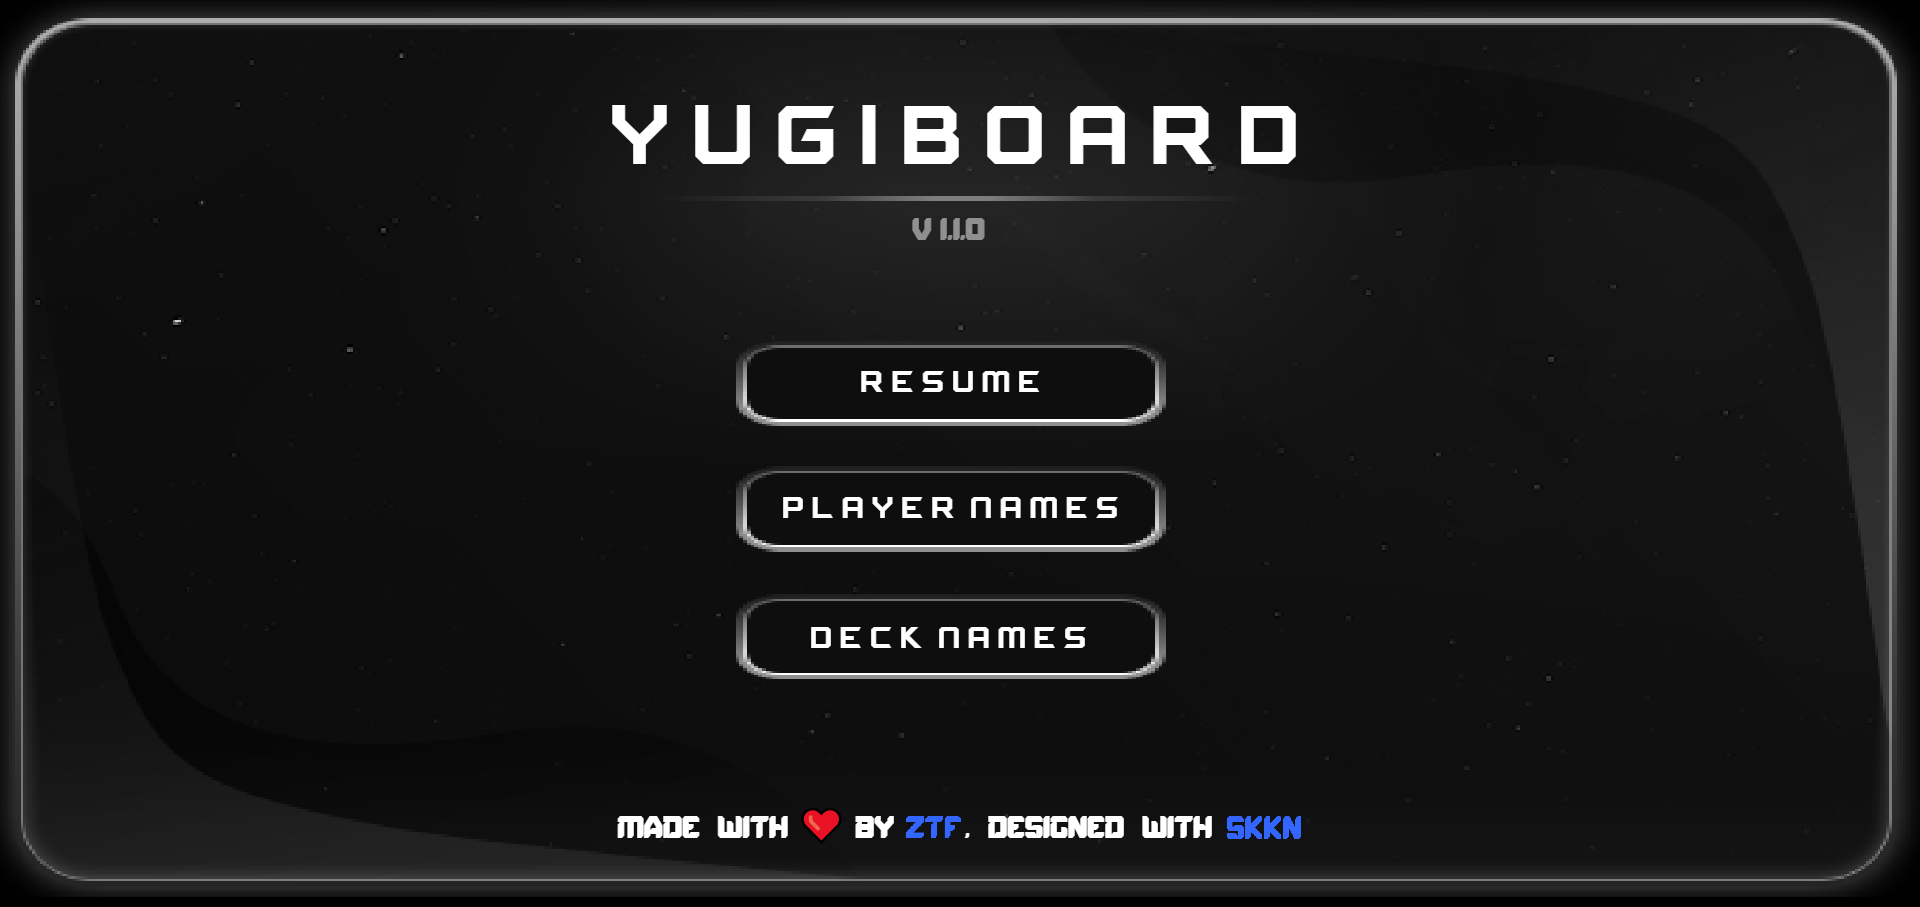 YUGIBOARD
V 1.1.0
RESUME
PLAYER NAMES
DECK NAMES
MADE WITH ❤ BY ZTF. DESIGNED WITH SKKN